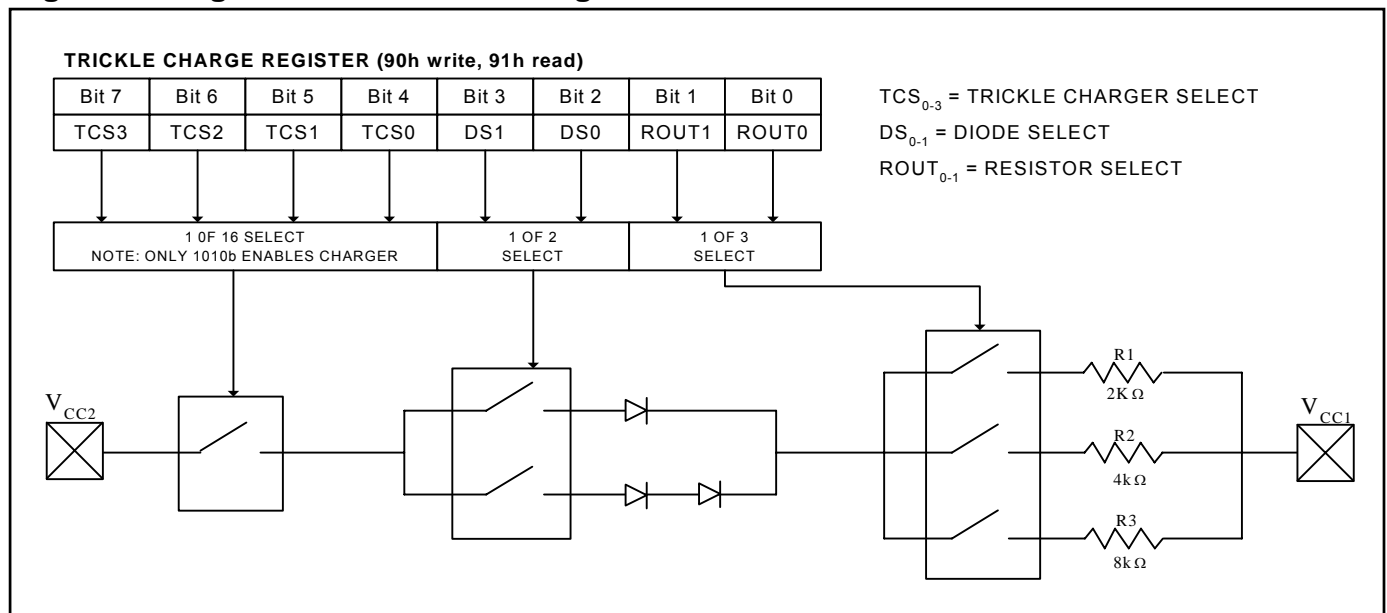 TRICKLE CHARGE REGISTER (90h write, 91h read)
Bit 7 Bit 6 Bit 5 Bit 4 Bit 3 Bit 2 Bit 1 Bit 0
TCS3 TCS2 TCS1 TCS0 DS1 DS0 ROUT1 ROUT0
TCS0-3 = TRICKLE CHARGER SELECT
DS0-1 = DIODE SELECT
ROUT0-1 = RESISTOR SELECT
1 0F 16 SELECT
NOTE: ONLY 1010b ENABLES CHARGER
1 OF 2
SELECT
1 OF 3
SELECT
VCC2
R1
2KΩ
R2
4kΩ
R3
8kΩ
VCC1